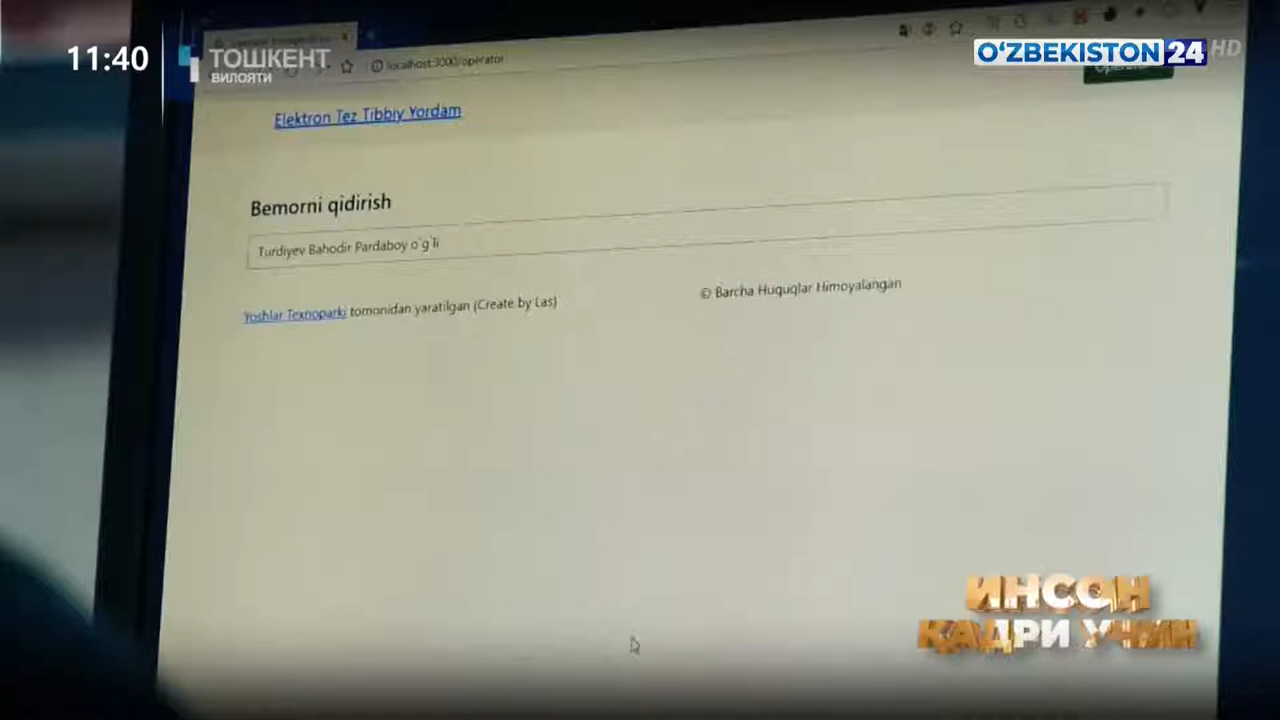 11:40
ТОШКЕНТ
ВИЛОЯТИ
O‘ZBEKISTON 24 HD
localhost:3000/operator
Elektron Tez Tibbiy Yordam
Bemorni qidirish
Turdiyev Bahodir Pardaboy o`g`li
Yoshlar Texnoparki tomonidan yaratilgan (Create by Las)
© Barcha Huquqlar Himoyalangan
ИНСОН
ҚАДРИ УЧУН